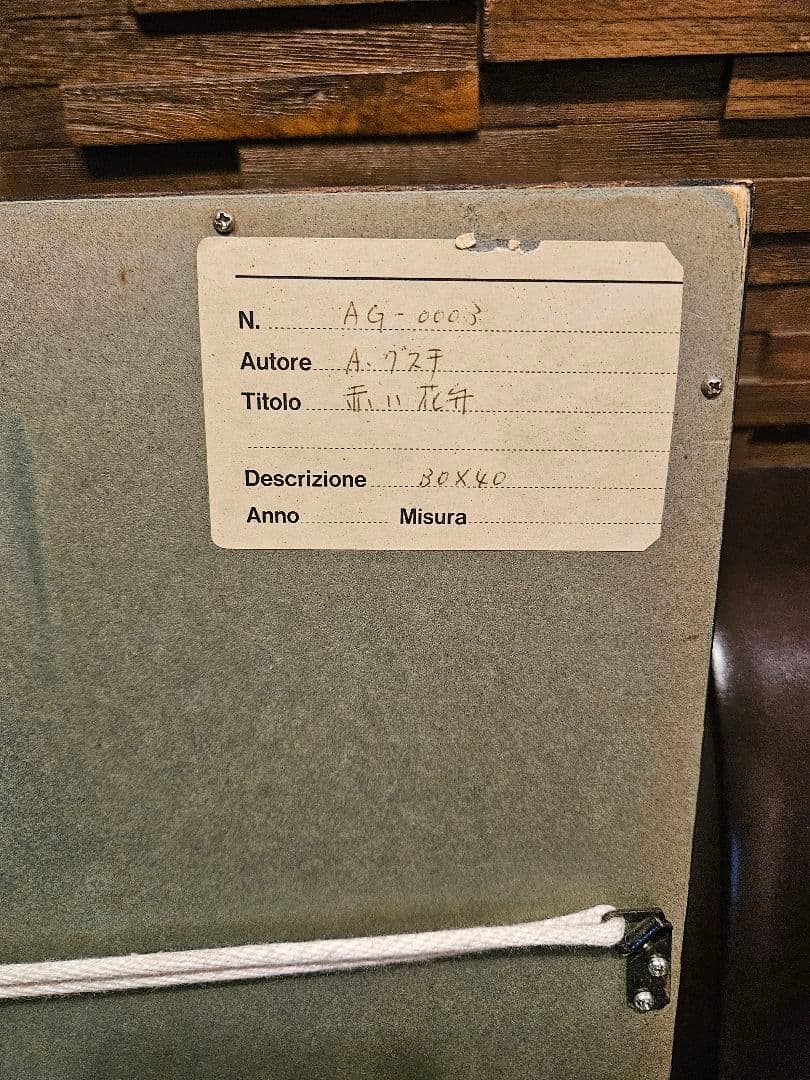 N. AG-0003
Autore A. グスチ
Titolo 赤い花弁
Descrizione 30X40
Anno Misura